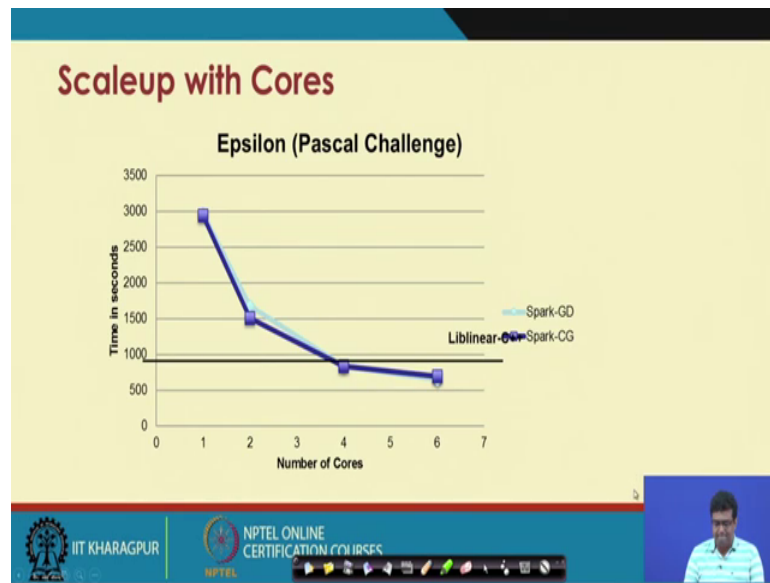 Scaleup with Cores
Epsilon (Pascal Challenge)
3500
3000
2500
2000
1500
1000
500
0
Time in seconds
0 1 2 3 4 5 6 7
Number of Cores
Spark-GD
Liblinear-C++ Spark-CG
IIT KHARAGPUR
NPTEL
NPTEL ONLINE
CERTIFICATION COURSES